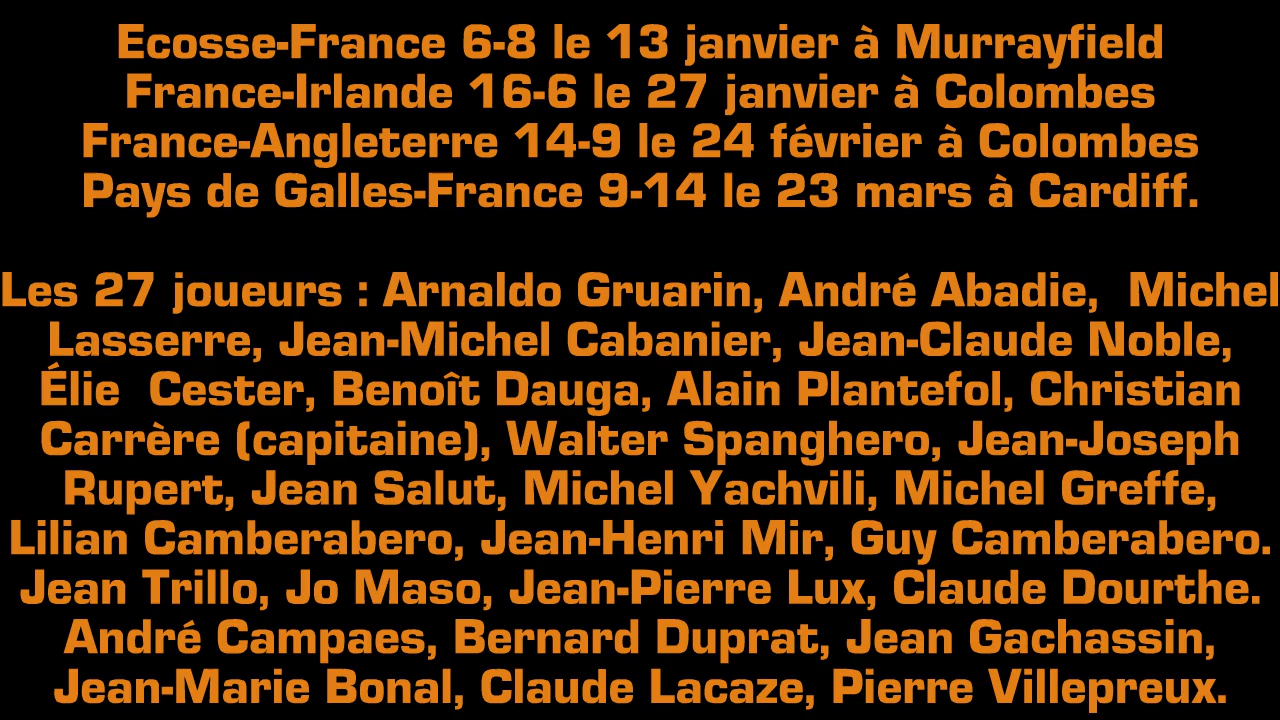 Ecosse-France 6-8 le 13 janvier à Murrayfield
France-Irlande 16-6 le 27 janvier à Colombes
France-Angleterre 14-9 le 24 février à Colombes
Pays de Galles-France 9-14 le 23 mars à Cardiff.
Les 27 joueurs : Arnaldo Gruarin, André Abadie,  Michel
Lasserre, Jean-Michel Cabanier, Jean-Claude Noble,
Élie  Cester, Benoît Dauga, Alain Plantefol, Christian
Carrère (capitaine), Walter Spanghero, Jean-Joseph
Rupert, Jean Salut, Michel Yachvili, Michel Greffe,
Lilian Camberabero, Jean-Henri Mir, Guy Camberabero.
Jean Trillo, Jo Maso, Jean-Pierre Lux, Claude Dourthe.
André Campaes, Bernard Duprat, Jean Gachassin,
Jean-Marie Bonal, Claude Lacaze, Pierre Villepreux.